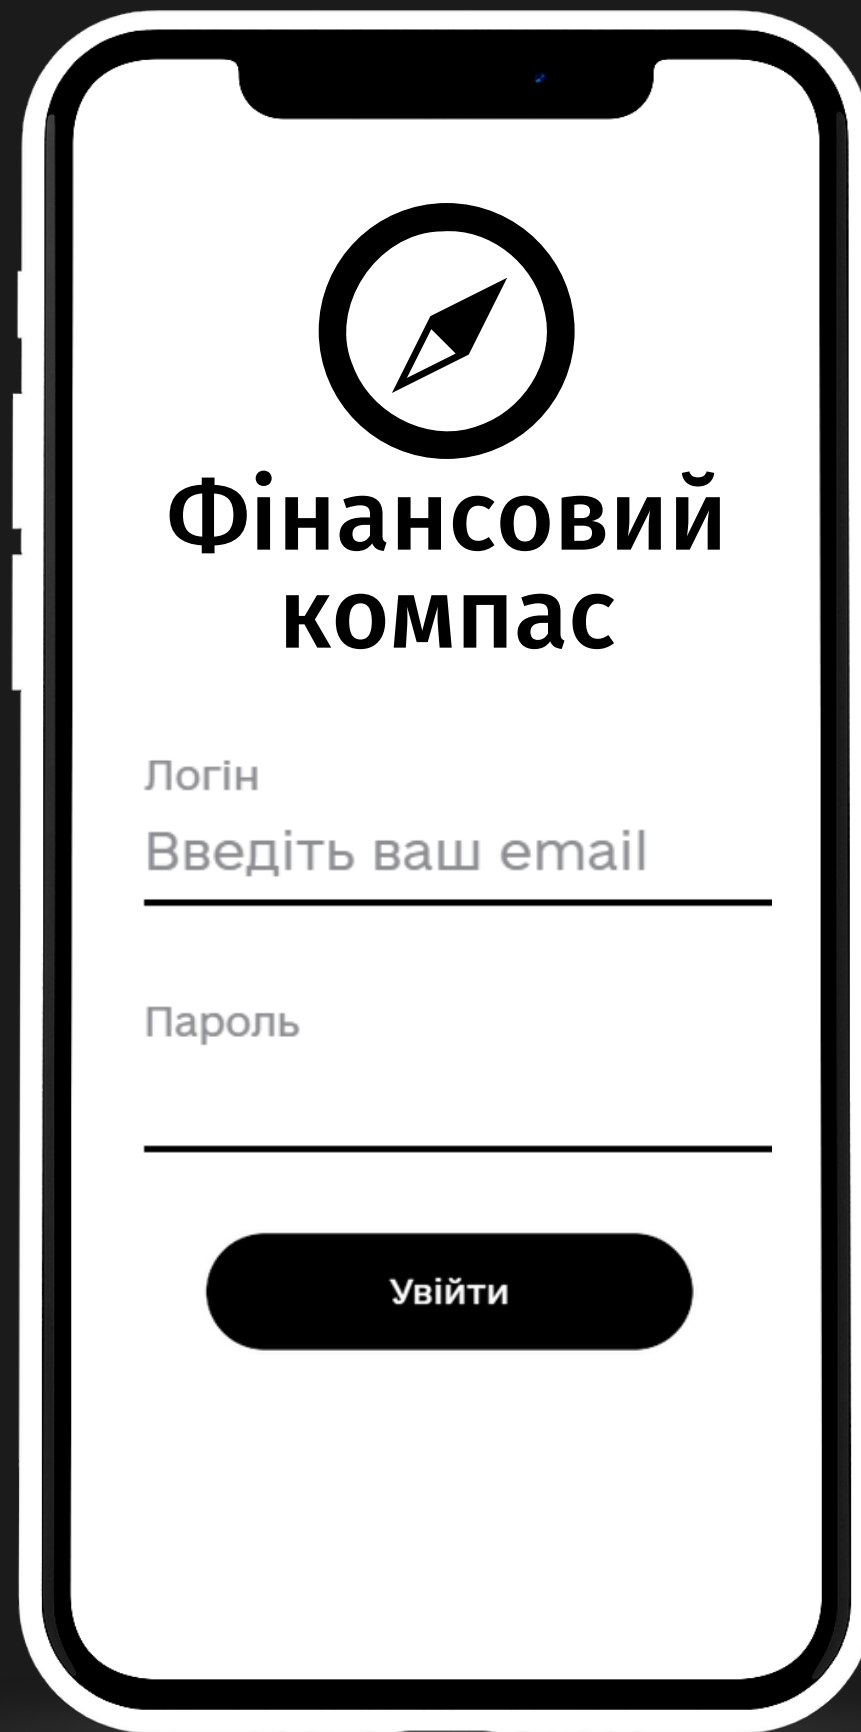 Фінансовий
компас
Логін
Введіть ваш email
Пароль
Увійти